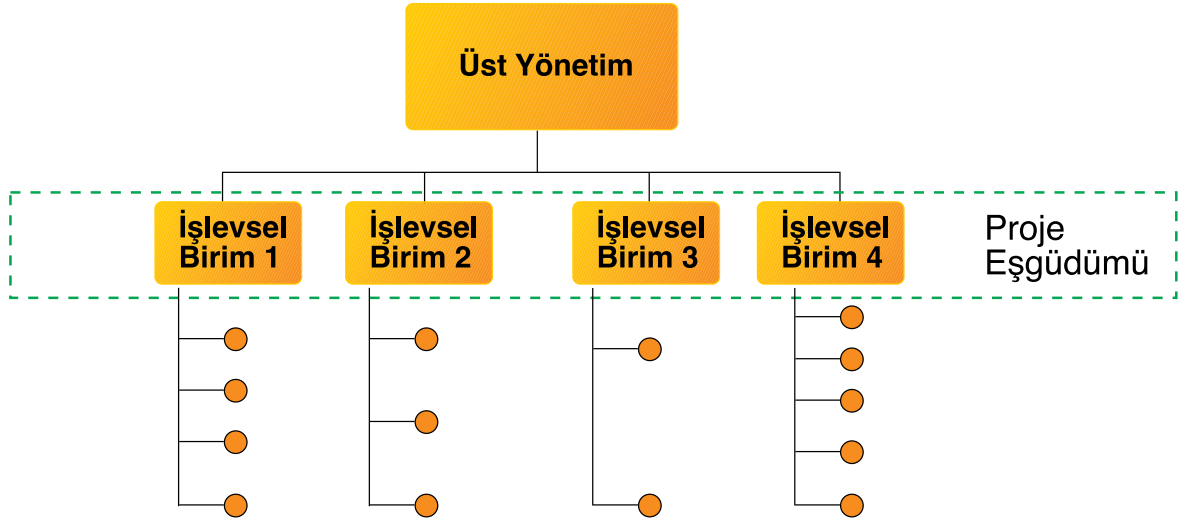 Üst Yönetim
İşlevsel
Birim 1
İşlevsel
Birim 2
İşlevsel
Birim 3
İşlevsel
Birim 4
Proje
Eşgüdümü